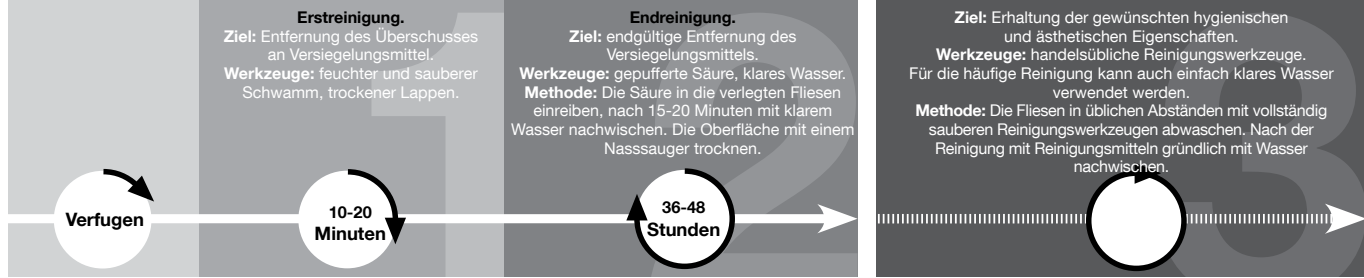 Erstreinigung.
Ziel: Entfernung des Überschusses
an Versiegelungsmittel.
Werkzeuge: feuchter und sauberer
Schwamm, trockener Lappen.
1
Endreinigung.
Ziel: endgültige Entfernung des
Versiegelungsmittels.
Werkzeuge: gepufferte Säure, klares Wasser.
Methode: Die Säure in die verlegten Fliesen
einreiben, nach 15-20 Minuten mit klarem
Wasser nachwischen. Die Oberfläche mit einem
Nasssauger trocknen.
2
Ziel: Erhaltung der gewünschten hygienischen
und ästhetischen Eigenschaften.
Werkzeuge: handelsübliche Reinigungswerkzeuge.
Für die häufige Reinigung kann auch einfach klares Wasser
verwendet werden.
Methode: Die Fliesen in üblichen Abständen mit vollständig
sauberen Reinigungswerkzeugen abwaschen. Nach der
Reinigung mit Reinigungsmitteln gründlich mit Wasser
nachwischen.
3
Verfugen
10-20
Minuten
36-48
Stunden